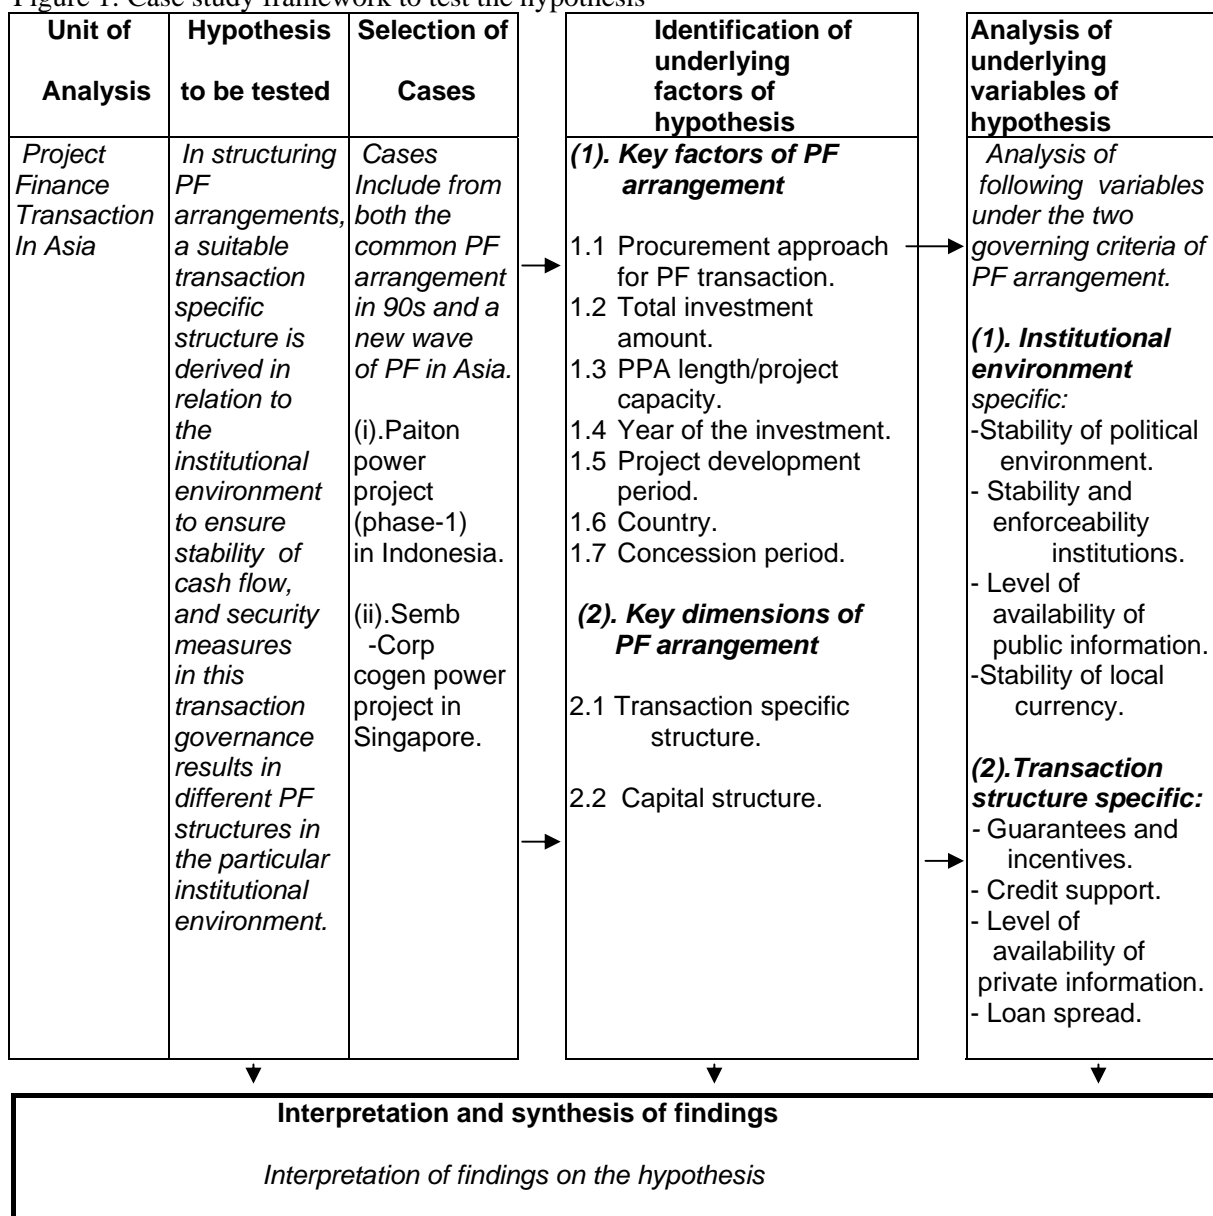 Figure 1: Case study framework to test the hypothesis
Unit of
Analysis
Hypothesis
to be tested
Selection of
Cases
Identification of
underlying
factors of
hypothesis
Analysis of
underlying
variables of
hypothesis
Project
Finance
Transaction
In Asia
In structuring
PF
arrangements,
a suitable
transaction
specific
structure is
derived in
relation to
the
institutional
environment
to ensure
stability of
cash flow,
and security
measures
in this
transaction
governance
results in
different PF
structures in
the particular
institutional
environment.
Cases
Include from
both the
common PF
arrangement
in 90s and a
new wave
of PF in Asia.
(i).Paiton
power
project
(phase-1)
in Indonesia.
(ii).Semb
-Corp
cogen power
project in
Singapore.
(1). Key factors of PF
arrangement
1.1 Procurement approach
for PF transaction.
1.2 Total investment
amount.
1.3 PPA length/project
capacity.
1.4 Year of the investment.
1.5 Project development
period.
1.6 Country.
1.7 Concession period.
(2). Key dimensions of
PF arrangement
2.1 Transaction specific
structure.
2.2 Capital structure.
Analysis of
following variables
under the two
governing criteria of
PF arrangement.
(1). Institutional
environment
specific:
-Stability of political
environment.
- Stability and
enforceability
institutions.
- Level of
availability of
public information.
-Stability of local
currency.
(2).Transaction
structure specific:
- Guarantees and
incentives.
- Credit support.
- Level of
availability of
private information.
- Loan spread.
Interpretation and synthesis of findings
Interpretation of findings on the hypothesis